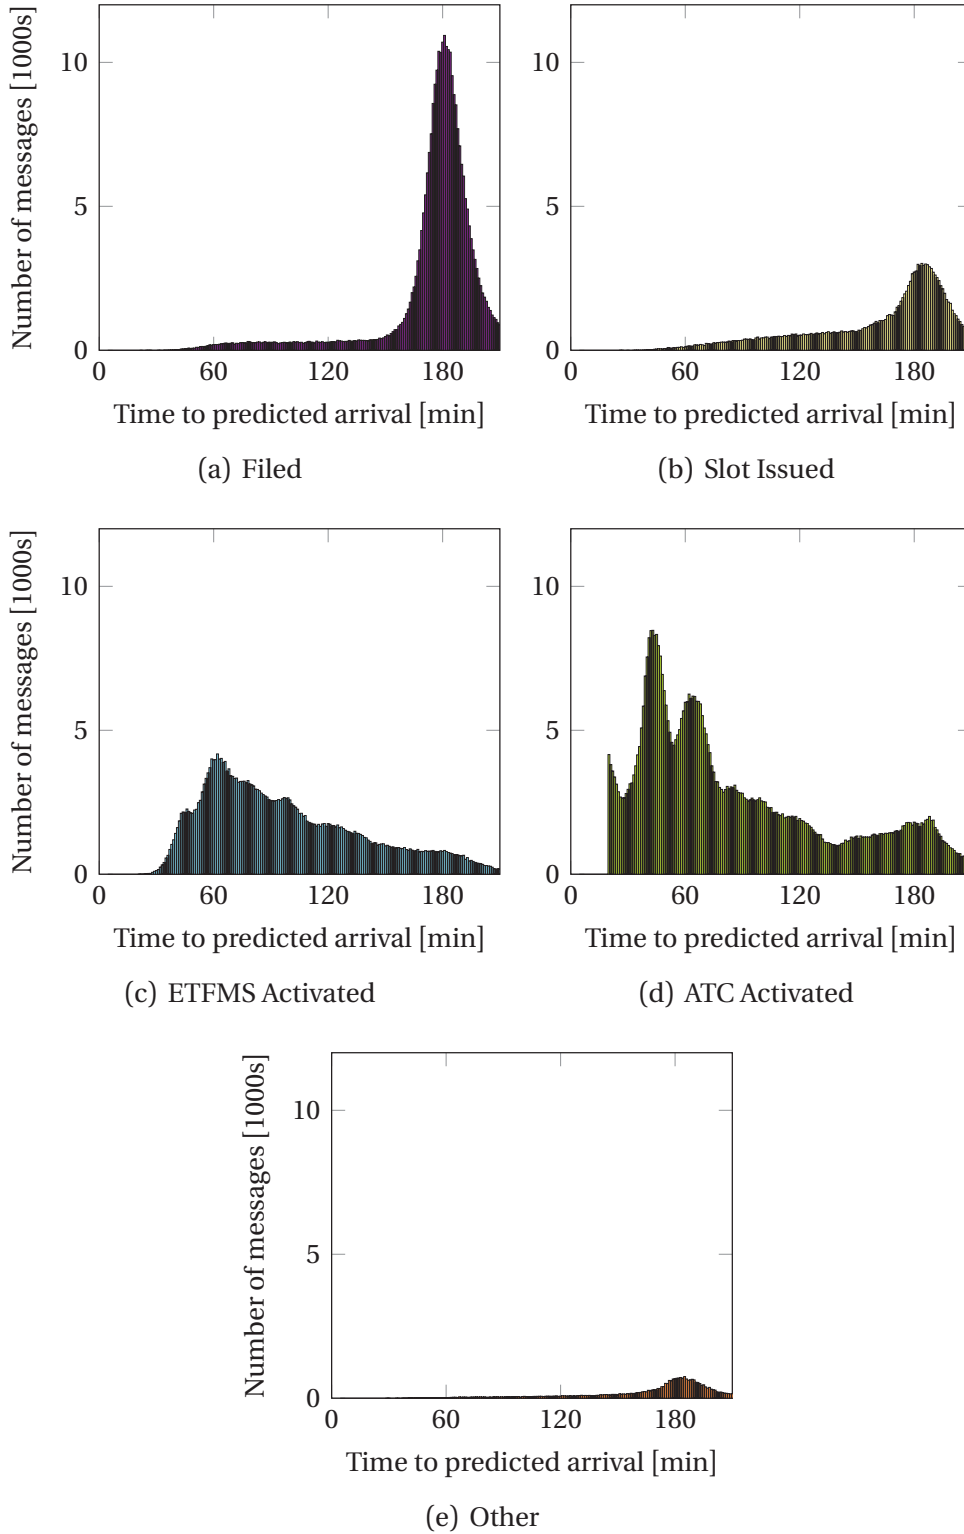 Number of messages [1000s]
10
5
0
0 60 120 180
Time to predicted arrival [min]
(a) Filed
10
5
0
0 60 120 180
Time to predicted arrival [min]
(b) Slot Issued
Number of messages [1000s]
10
5
0
0 60 120 180
Time to predicted arrival [min]
(c) ETFMS Activated
10
5
0
0 60 120 180
Time to predicted arrival [min]
(d) ATC Activated
Number of messages [1000s]
10
5
0
0 60 120 180
Time to predicted arrival [min]
(e) Other